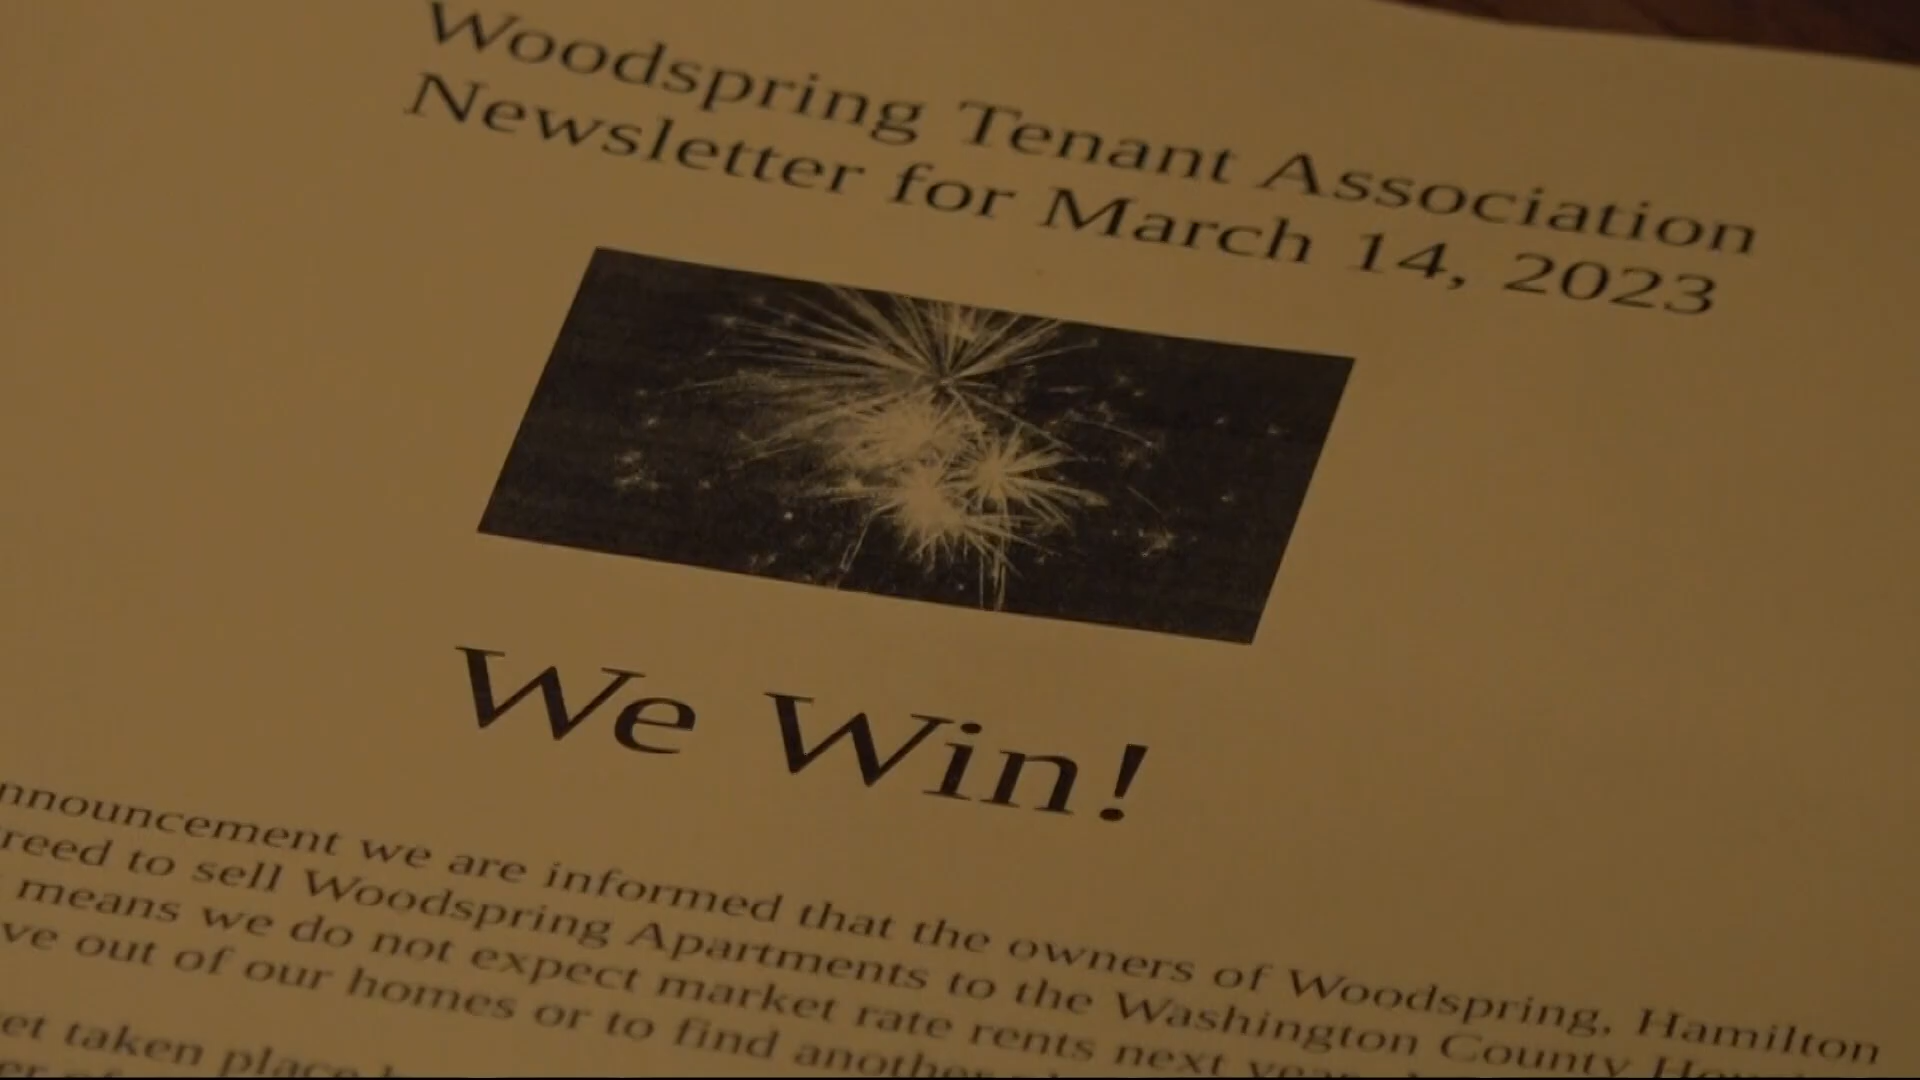 Woodspring Tenant Association
Newsletter for March 14, 2023
We Win!
nnouncement we are informed that the owners of Woodspring, Hamilton
reed to sell Woodspring Apartments to the Washington County
means we do not expect market rate rents next
ve out of our homes or to find another
et taken place